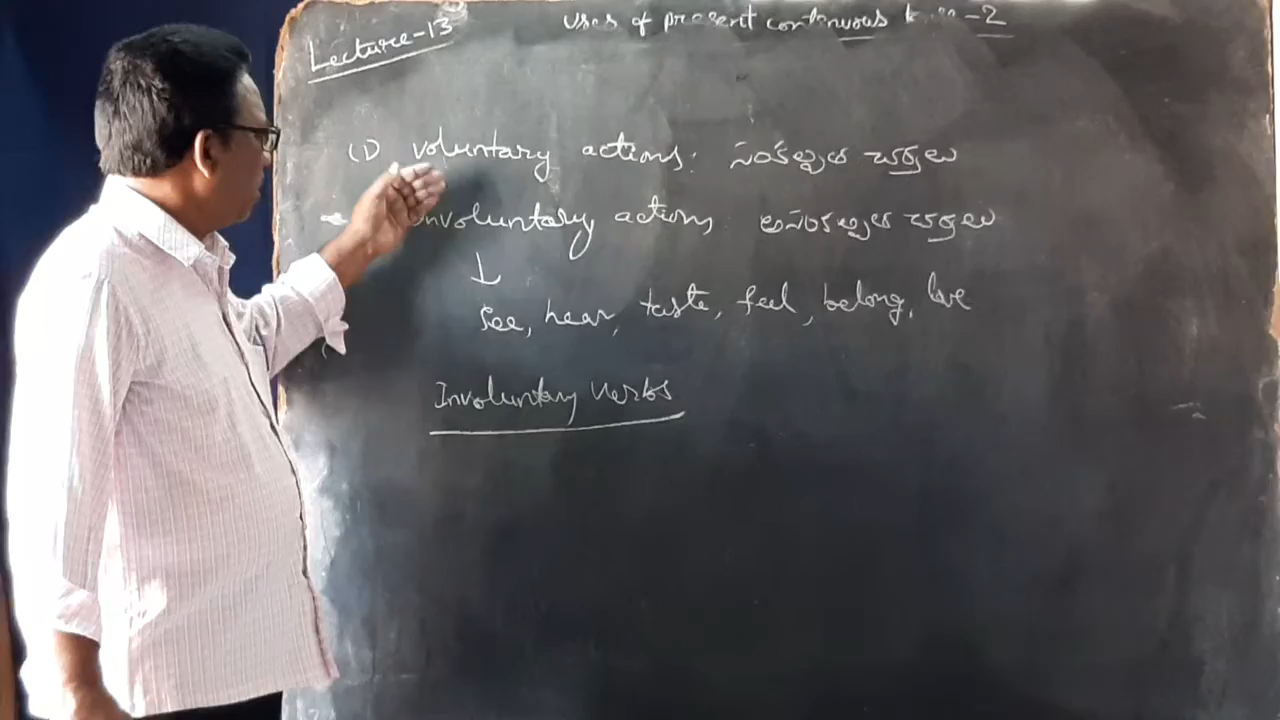 Lecture-13
Uses of present continuous -2
(1) voluntary actions: సంకల్పిత చర్యలు
Involuntary actions అసంకల్పిత చర్యలు
See, hear, taste, feel, belong, love
Involuntary verbs